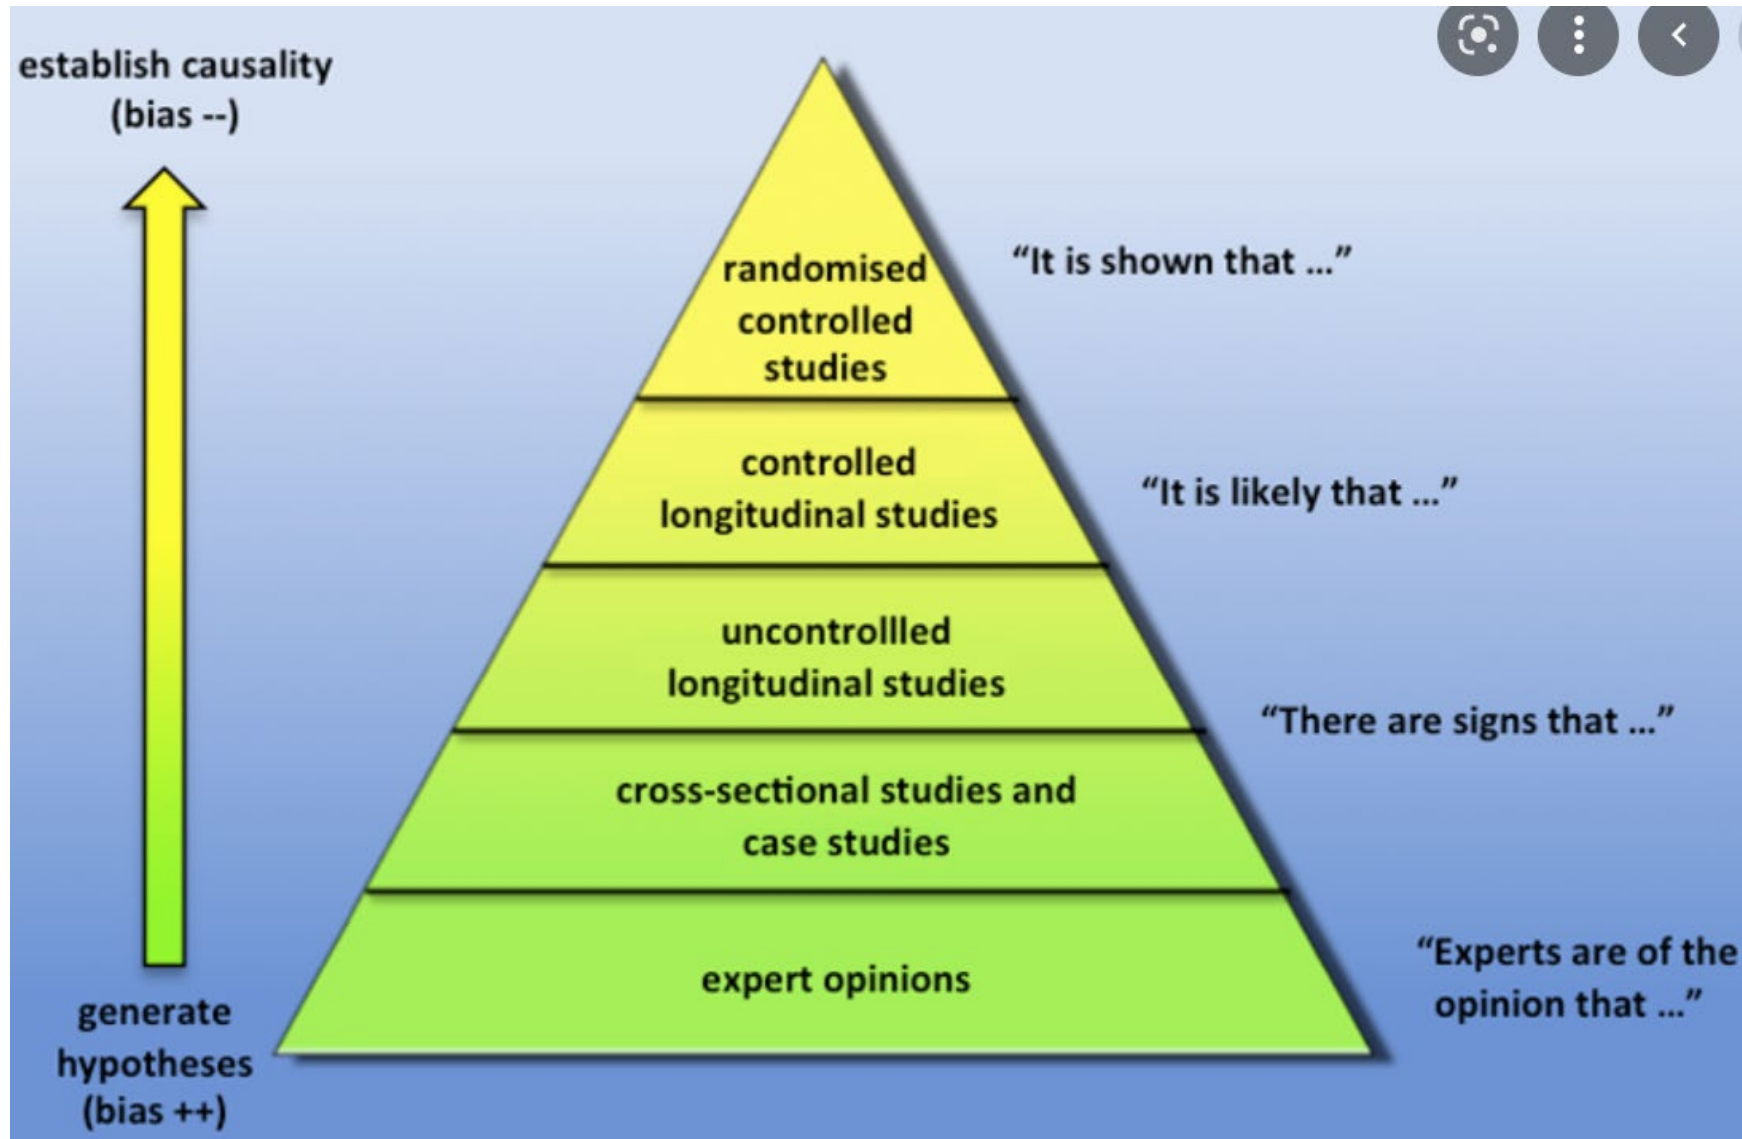 establish causality
(bias --)
randomised
controlled
studies
“It is shown that ...”
controlled
longitudinal studies
“It is likely that ...”
uncontrollled
longitudinal studies
“There are signs that ...”
cross-sectional studies and
case studies
expert opinions
“Experts are of the
opinion that ...”
generate
hypotheses
(bias ++)